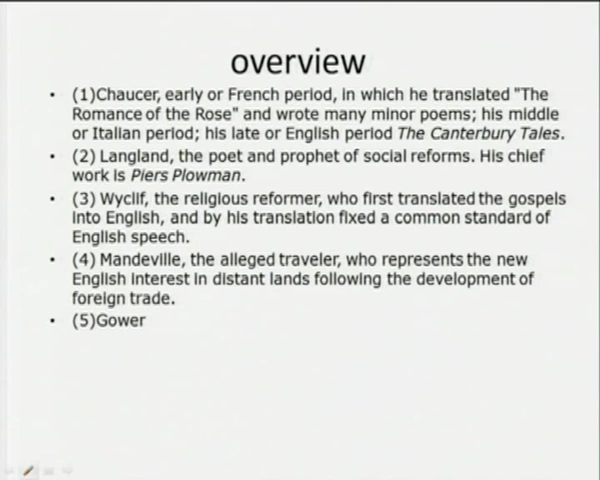 overview
• (1)Chaucer, early or French period, in which he translated "The
Romance of the Rose" and wrote many minor poems; his middle
or Italian period; his late or English period The Canterbury Tales.
• (2) Langland, the poet and prophet of social reforms. His chief
work is Piers Plowman.
• (3) Wyclif, the religious reformer, who first translated the gospels
into English, and by his translation fixed a common standard of
English speech.
• (4) Mandeville, the alleged traveler, who represents the new
English interest in distant lands following the development of
foreign trade.
• (5)Gower